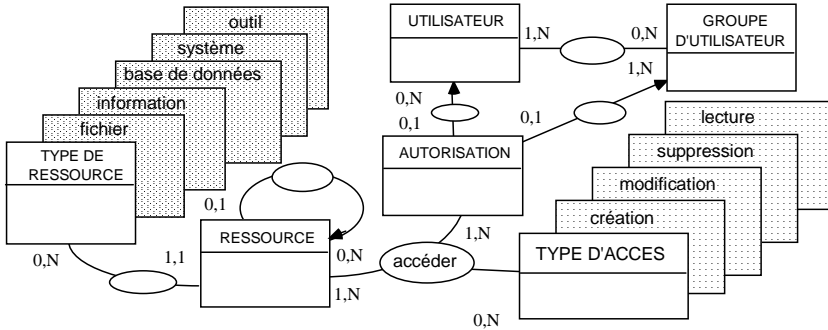 outil
système
base de données
information
fichier
TYPE DE
RESSOURCE
0,N
1,1
UTILISATEUR
1,N
0,N
GROUPE
D'UTILISATEUR
1,N
0,N
0,1
0,1
AUTORISATION
1,N
lecture
suppression
modification
création
TYPE D'ACCES
0,N
0,1
RESSOURCE
0,N
1,N
accéder